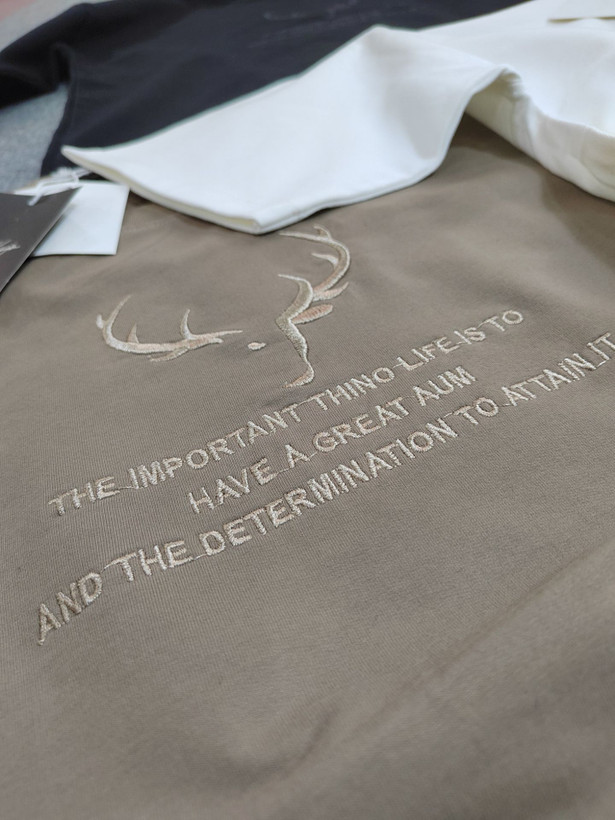 THE IMPORTANT THINO LIFE IS TO
HAVE A GREAT AUM
AND THE DETERMINATION TO ATTAIN IT